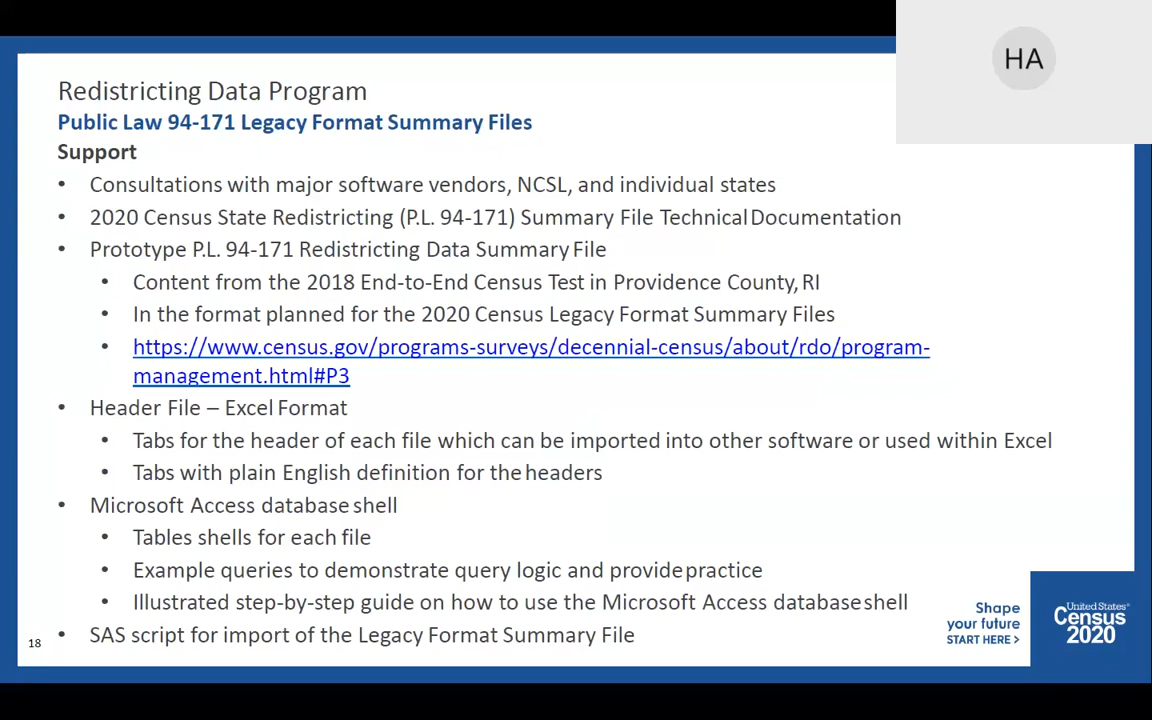 HA
Redistricting Data Program
Public Law 94-171 Legacy Format Summary Files
Support
• Consultations with major software vendors, NCSL, and individual states
• 2020 Census State Redistricting (P.L. 94-171) Summary File Technical Documentation
• Prototype P.L. 94-171 Redistricting Data Summary File
• Content from the 2018 End-to-End Census Test in Providence County, RI
• In the format planned for the 2020 Census Legacy Format Summary Files
• https://www.census.gov/programs-surveys/decennial-census/about/rdo/program-
management.html#P3
• Header File – Excel Format
• Tabs for the header of each file which can be imported into other software or used within Excel
• Tabs with plain English definition for the headers
• Microsoft Access database shell
• Tables shells for each file
• Example queries to demonstrate query logic and provide practice
• Illustrated step-by-step guide on how to use the Microsoft Access database shell
• SAS script for import of the Legacy Format Summary File
18
Shape
your future
START HERE >
United States®
Census
2020